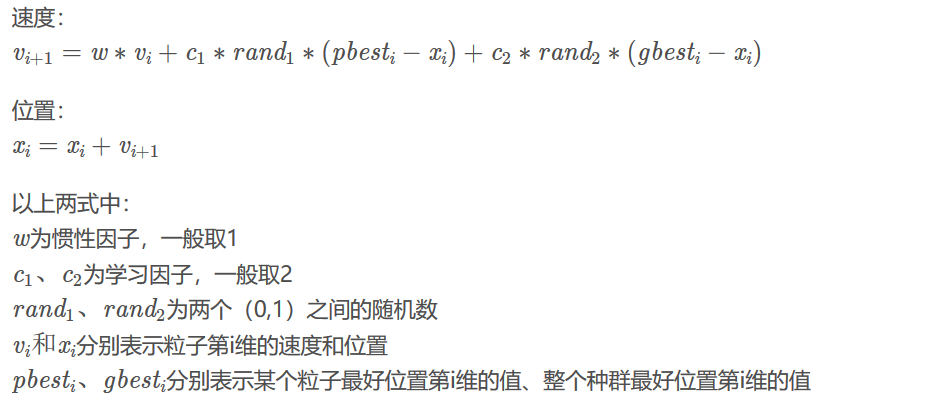 速度：
v_{i+1} = w * v_i + c_1 * rand_1 * (pbest_i − x_i) + c_2 * rand_2 * (gbest_i − x_i)
位置：
x_i = x_i + v_{i+1}
以上两式中：
w为惯性因子，一般取1
c_1、c_2为学习因子，一般取2
rand_1、rand_2为两个（0,1）之间的随机数
v_i和x_i分别表示粒子第i维的速度和位置
pbest_i、gbest_i分别表示某个粒子最好位置第i维的值、整个种群最好位置第i维的值